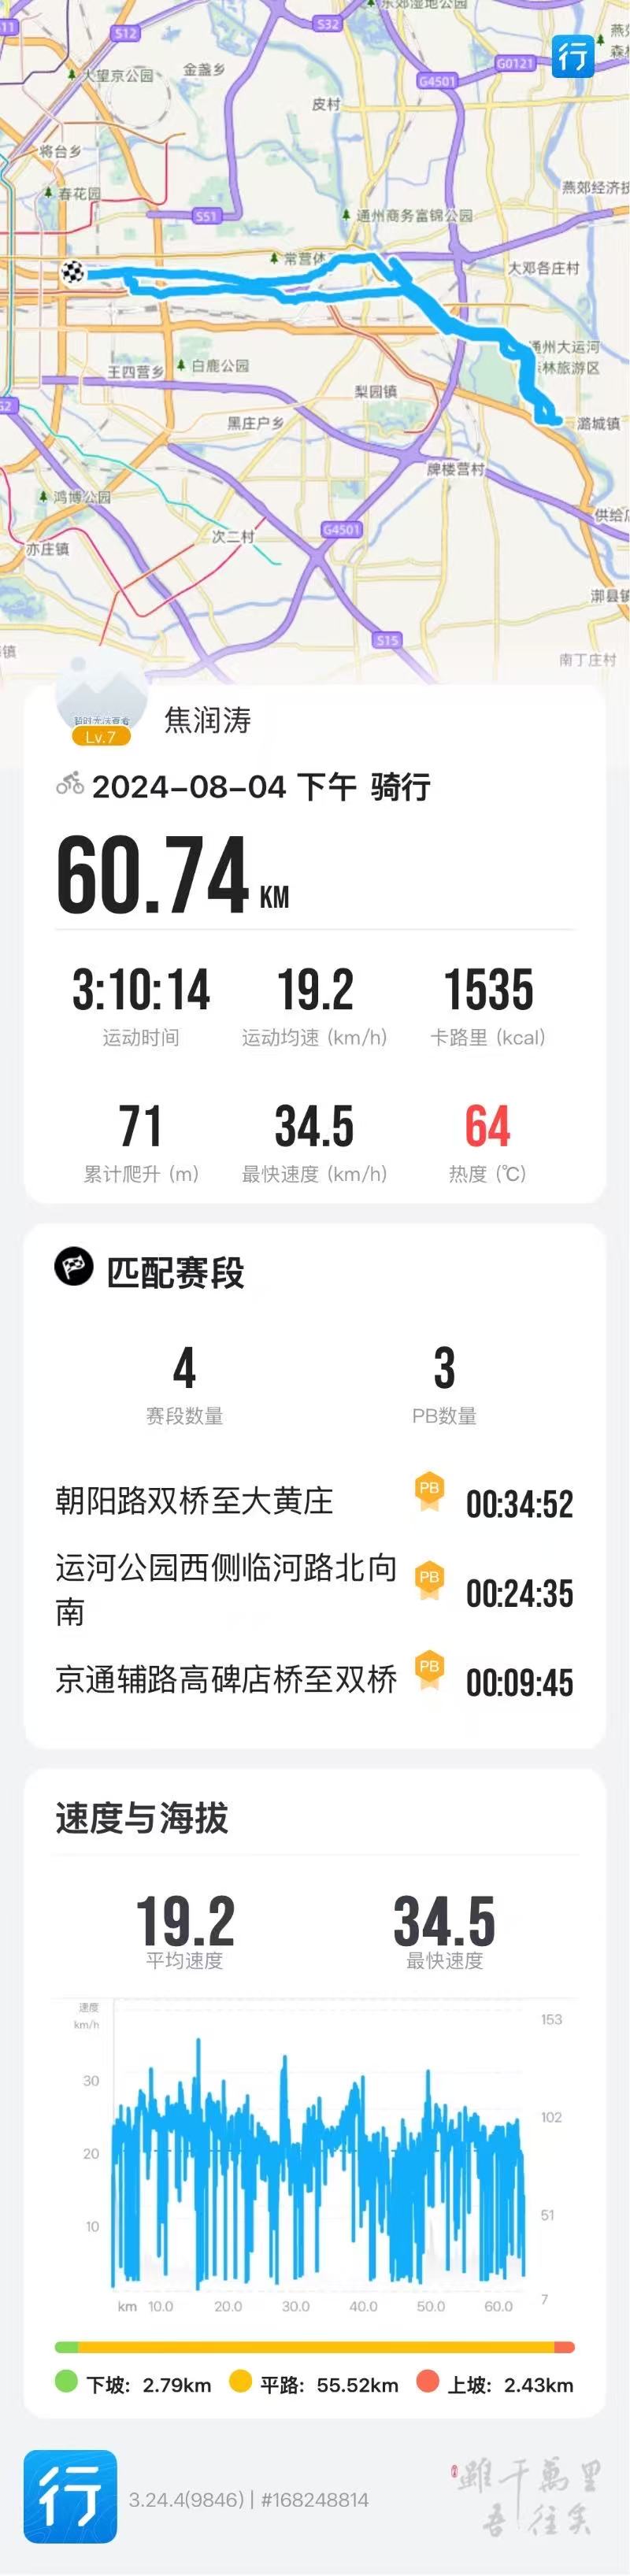 东郊湿地公园
S32
S12
11
行
G0121
大望京公园
金盏乡
G4501
皮村
将台乡
春花园
燕郊经济技
S51
通州商务富锦公园
常营休
大邓各庄村
通州大运河
森林旅游区
王四营乡
白鹿公园
梨园镇
G2
黑庄户乡
潞城镇
牌楼营村
鸿博公园
G4501
供给店
次二村
亦庄镇
漷县镇
S15
镇
南丁庄村
暂时无法查看
Lv.7
焦润涛
2024-08-04 下午 骑行
60.74 KM
3:10:14 19.2 1535
运动时间 运动均速 (km/h) 卡路里 (kcal)
71 34.5 64
累计爬升 (m) 最快速度 (km/h) 热度 (℃)
匹配赛段
4 3
赛段数量 PB数量
朝阳路双桥至大黄庄 PB 00:34:52
运河公园西侧临河路北向
南 PB 00:24:35
京通辅路高碑店桥至双桥 PB 00:09:45
速度与海拔
19.2 34.5
平均速度 最快速度
速度
km/h
153
30
102
20
51
10
7
km 10.0 20.0 30.0 40.0 50.0 60.0
下坡: 2.79km 平路: 55.52km 上坡: 2.43km
行
3.24.4(9846) | #168248814
雖千萬里
吾往矣